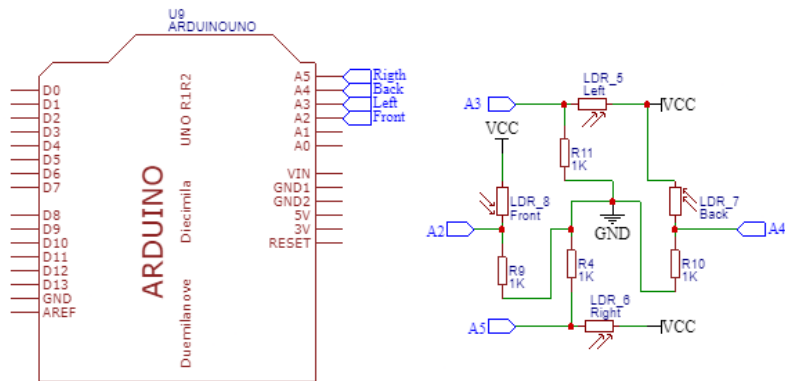 U9
ARDUINOUNO
D0
D1
D2
D3
D4
D5
D6
D7
D8
D9
D10
D11
D12
D13
GND
AREF
ARDUINO
UNO R1R2
Diecimila
Duemilanove
A5
A4
A3
A2
A1
A0
VIN
GND1
GND2
5V
3V
RESET
Rigth
Back
Left
Front
LDR_5
Left
A3
VCC
VCC
R11
1K
LDR_8
Front
LDR_7
Back
GND
A2
A4
R9
1K
R4
1K
R10
1K
LDR_6
Right
A5
VCC